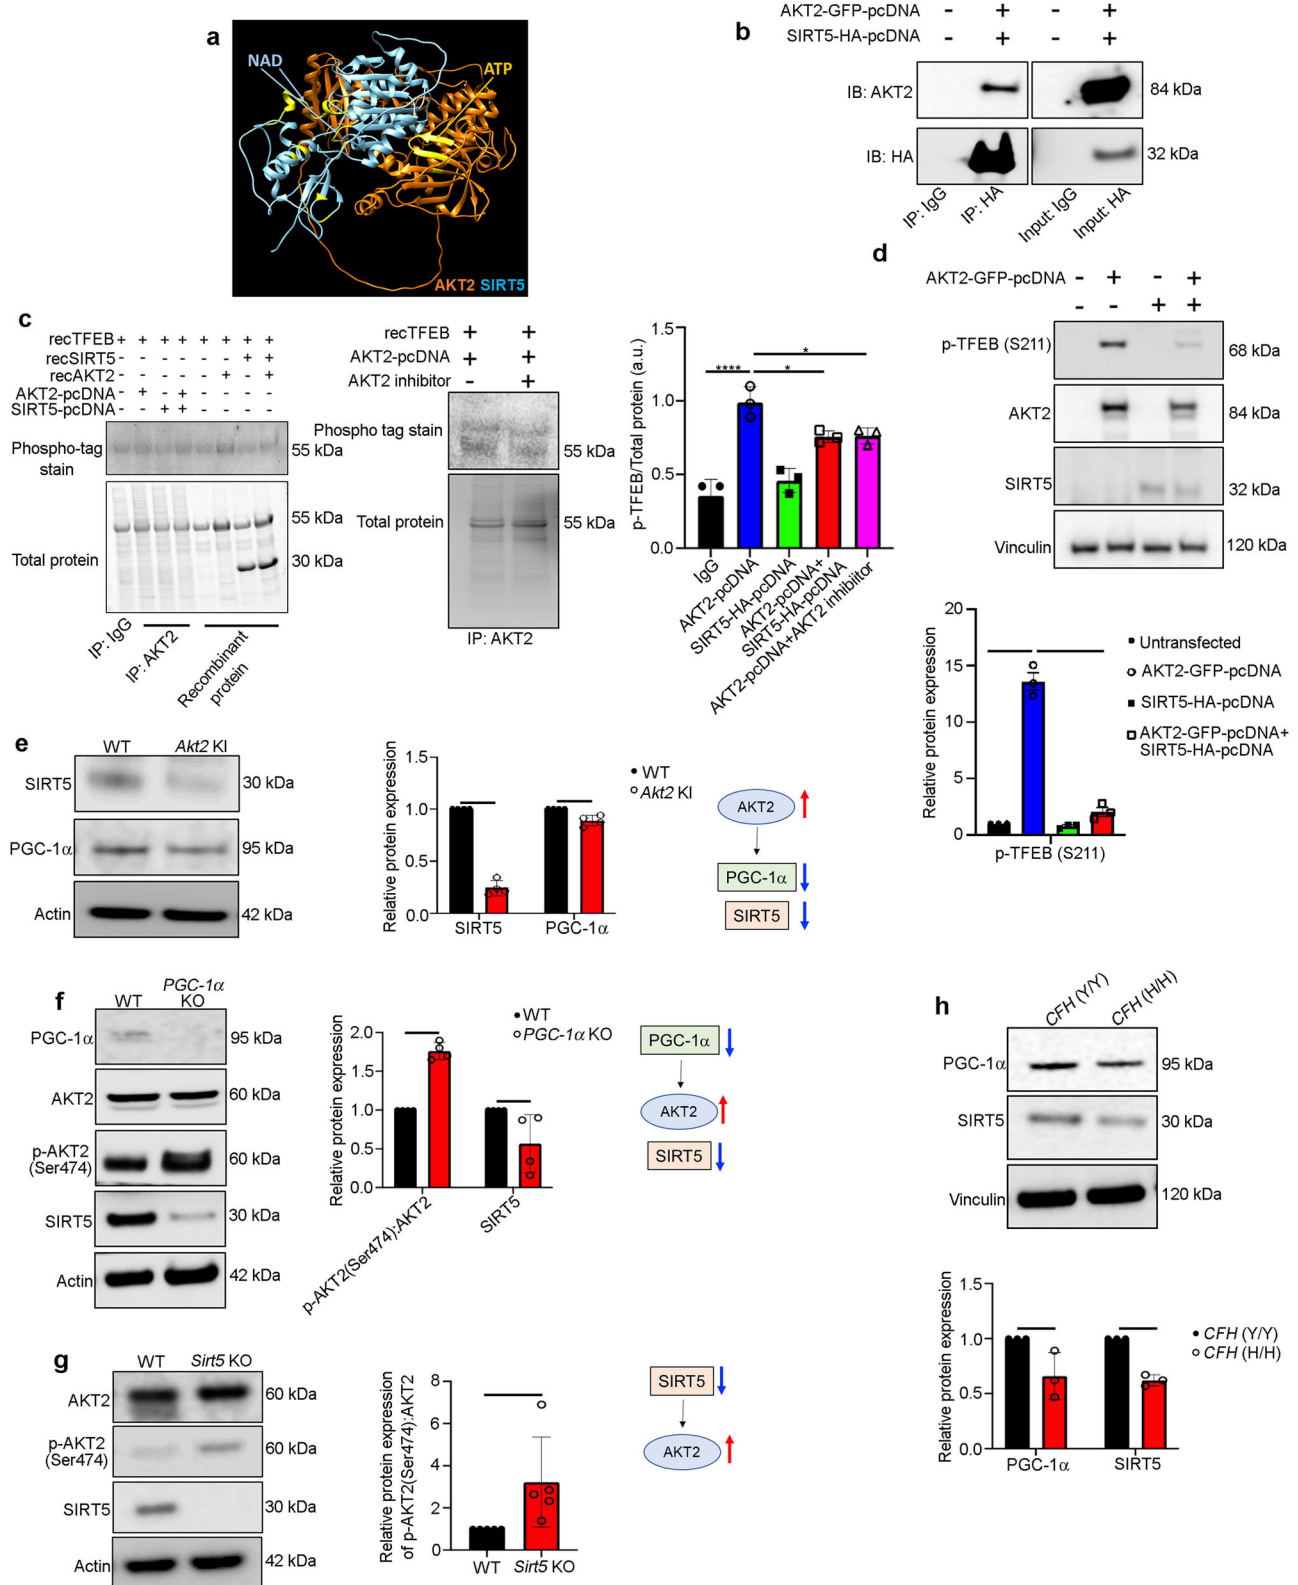 a
NAD
ATP
AKT2 SIRT5
b
AKT2-GFP-pcDNA - + - +
SIRT5-HA-pcDNA - + - +
IB: AKT2
84 kDa
IB: HA
32 kDa
IP: IgG
IP: HA
Input: IgG
Input: HA
c
recTFEB + + + + + + + +
recSIRT5 - - - - - - + +
recAKT2 - - - - - + - +
AKT2-pcDNA - + - + - - - -
SIRT5-pcDNA - - + + - - - -
Phospho-tag
stain
55 kDa
Total protein
55 kDa
30 kDa
IP: IgG
IP: AKT2
Recombinant
protein
recTFEB + +
AKT2-pcDNA + +
AKT2 inhibitor - +
Phospho tag stain
55 kDa
Total protein
55 kDa
IP: AKT2
p-TFEB/Total protein (a.u.)
1.5
1.0
0.5
0.0
****
*
*
IgG
AKT2-pcDNA
SIRT5-HA-pcDNA
AKT2-pcDNA+
SIRT5-HA-pcDNA
AKT2-pcDNA+AKT2 inhibiitor
d
AKT2-GFP-pcDNA - + - +
- - + +
p-TFEB (S211)
68 kDa
AKT2
84 kDa
SIRT5
32 kDa
Vinculin
120 kDa
Relative protein expression
20
15
10
5
0
p-TFEB (S211)
Untransfected
AKT2-GFP-pcDNA
SIRT5-HA-pcDNA
AKT2-GFP-pcDNA+
SIRT5-HA-pcDNA
e
WT Akt2 KI
SIRT5
30 kDa
PGC-1α
95 kDa
Actin
42 kDa
Relative protein expression
1.5
1.0
0.5
0.0
SIRT5 PGC-1α
WT
Akt2 KI
AKT2
PGC-1α
SIRT5
f
WT PGC-1α
KO
PGC-1α
95 kDa
AKT2
60 kDa
p-AKT2
(Ser474)
60 kDa
SIRT5
30 kDa
Actin
42 kDa
Relative protein expression
2.0
1.5
1.0
0.5
0.0
p-AKT2(Ser474):AKT2
SIRT5
WT
PGC-1α KO
PGC-1α
AKT2
SIRT5
g
WT Sirt5 KO
AKT2
60 kDa
p-AKT2
(Ser474)
60 kDa
SIRT5
30 kDa
Actin
42 kDa
Relative protein expression
of p-AKT2(Ser474):AKT2
8
6
4
2
0
WT Sirt5 KO
SIRT5
AKT2
h
CFH (Y/Y)
CFH (H/H)
PGC-1α
95 kDa
SIRT5
30 kDa
Vinculin
120 kDa
Relative protein expression
1.5
1.0
0.5
0.0
PGC-1α SIRT5
CFH (Y/Y)
CFH (H/H)